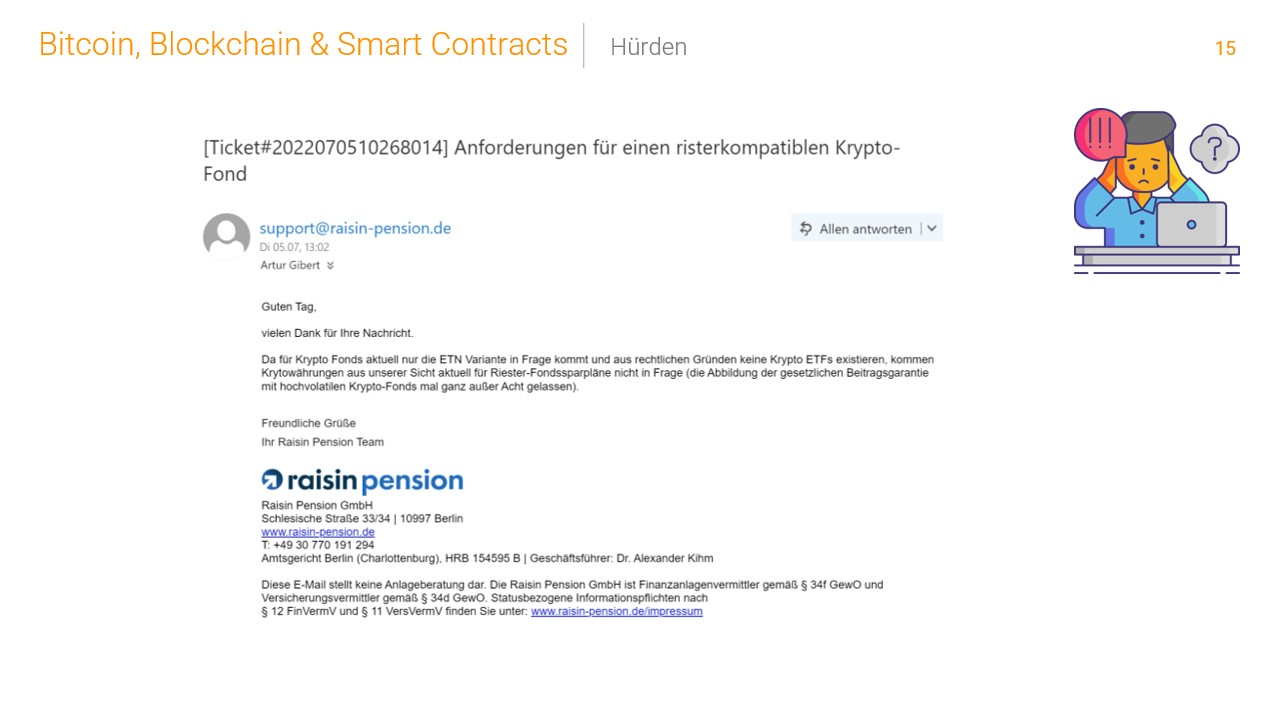 Bitcoin, Blockchain & Smart Contracts
Hürden
15
[Ticket#2022070510268014] Anforderungen für einen risterkompatiblen Krypto-
Fond
support@raisin-pension.de
Di 05.07, 13:02
Artur Gibert
Allen antworten
Guten Tag,
vielen Dank für Ihre Nachricht.
Da für Krypto Fonds aktuell nur die ETN Variante in Frage kommt und aus rechtlichen Gründen keine Krypto ETFs existieren, kommen
Krytowährungen aus unserer Sicht aktuell für Riester-Fondssparpläne nicht in Frage (die Abbildung der gesetzlichen Beitragsgarantie
mit hochvolatilen Krypto-Fonds mal ganz außer Acht gelassen).
Freundliche Grüße
Ihr Raisin Pension Team
raisin pension
Raisin Pension GmbH
Schlesische Straße 33/34 | 10997 Berlin
www.raisin-pension.de
T: +49 30 770 191 294
Amtsgericht Berlin (Charlottenburg), HRB 154595 B | Geschäftsführer: Dr. Alexander Kihm
Diese E-Mail stellt keine Anlageberatung dar. Die Raisin Pension GmbH ist Finanzanlagenvermittler gemäß § 34f GewO und
Versicherungsvermittler gemäß § 34d GewO. Statusbezogene Informationspflichten nach
§ 12 FinVermV und § 11 VersVermV finden Sie unter: www.raisin-pension.de/impressum
!!!
?